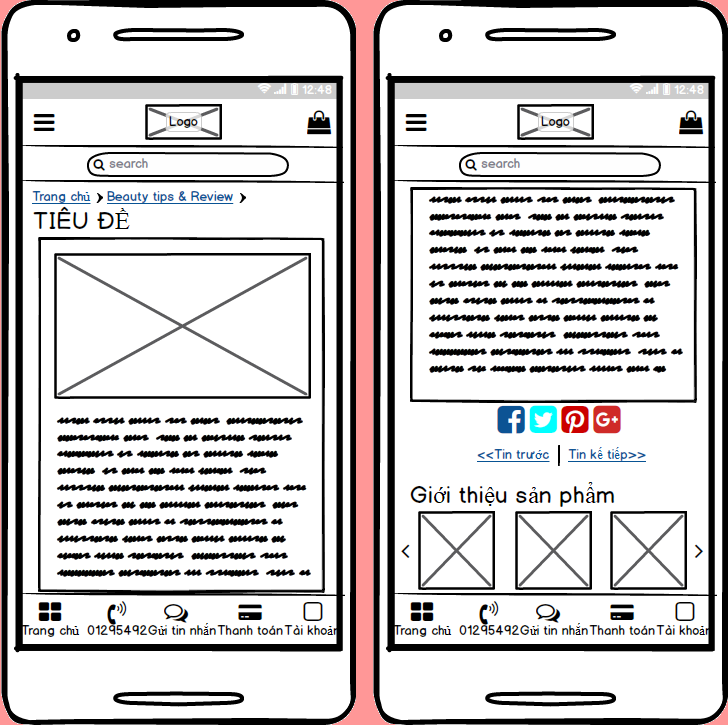 12:48
Logo
search
Trang chủ
Beauty tips & Review
TIÊU ĐỀ
Trang chủ 01295492 Gửi tin nhắn Thanh toán Tài khoản
12:48
Logo
search
<<Tin trước | Tin kế tiếp>>
Giới thiệu sản phẩm
Trang chủ 01295492 Gửi tin nhắn Thanh toán Tài khoản